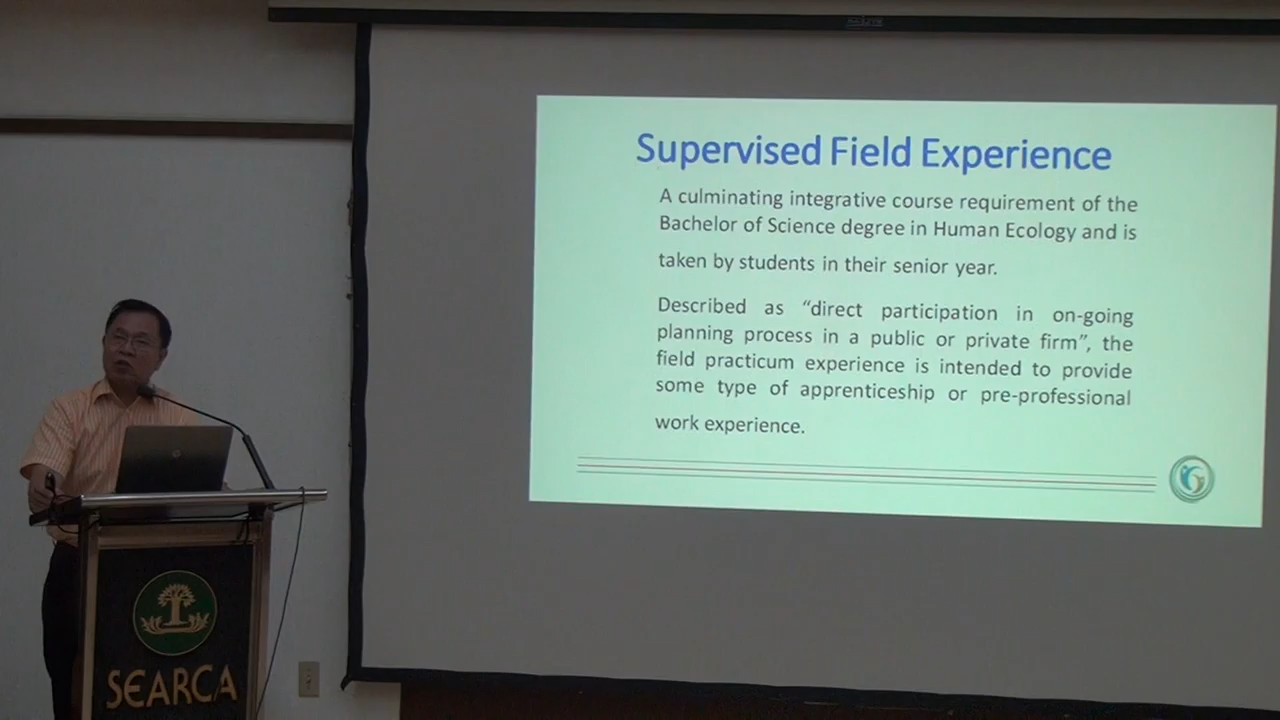 Supervised Field Experience
A culminating integrative course requirement of the
Bachelor of Science degree in Human Ecology and is
taken by students in their senior year.
Described as “direct participation in on-going
planning process in a public or private firm”, the
field practicum experience is intended to provide
some type of apprenticeship or pre-professional
work experience.
SEARCA